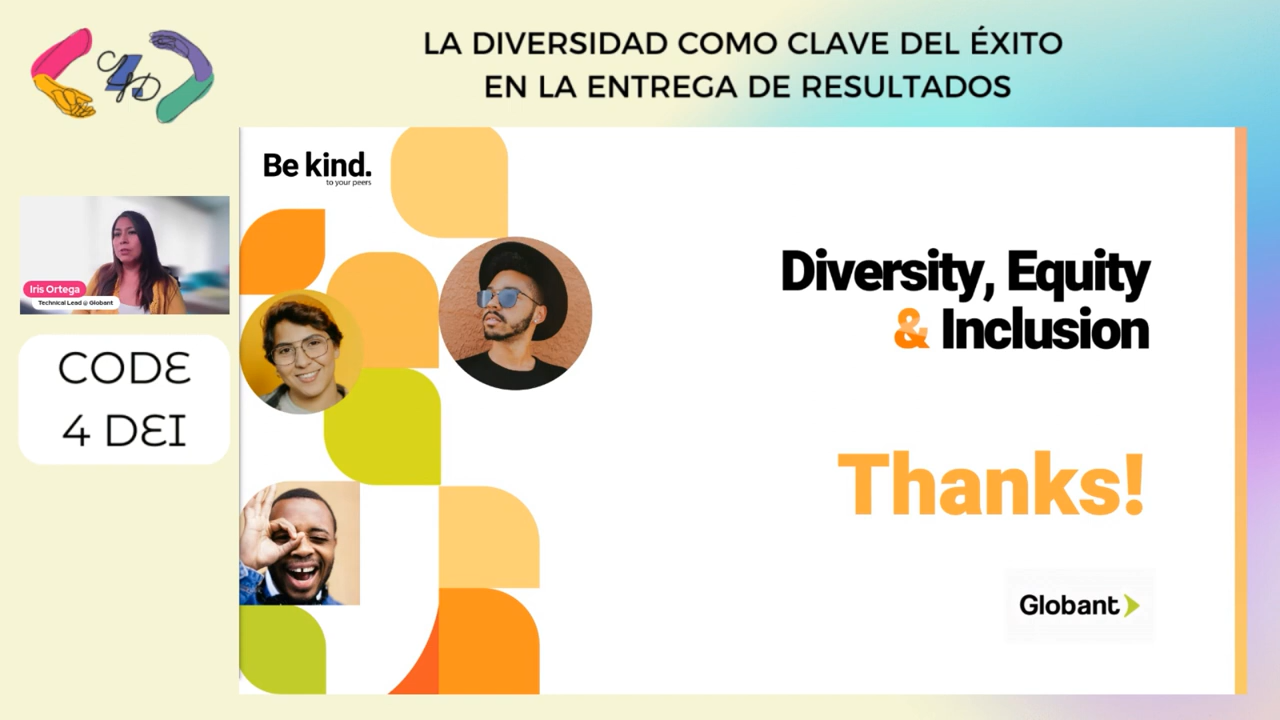 LA DIVERSIDAD COMO CLAVE DEL ÉXITO
EN LA ENTREGA DE RESULTADOS
Be kind.
to your peers
Iris Ortega
Technical Lead @ Globant
CODE
4 DEI
Diversity, Equity
& Inclusion
Thanks!
Globant